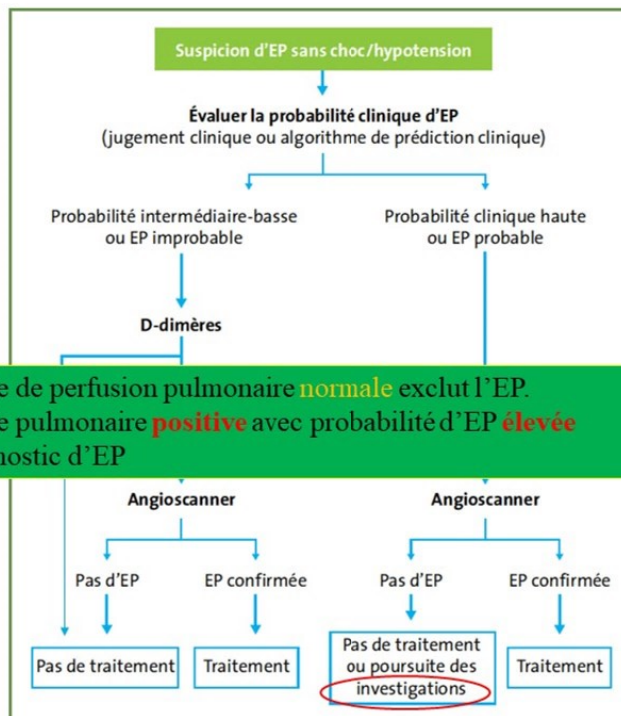 Suspicion d'EP sans choc/hypotension
Évaluer la probabilité clinique d'EP
(jugement clinique ou algorithme de prédiction clinique)
Probabilité intermédiaire-basse
ou EP improbable
Probabilité clinique haute
ou EP probable
D-dimères
e de perfusion pulmonaire normale exclut l'EP.
e pulmonaire positive avec probabilité d'EP élevée
nostic d'EP
Angioscanner
Angioscanner
Pas d'EP
EP confirmée
Pas d'EP
EP confirmée
Pas de traitement
Traitement
Pas de traitement
ou poursuite des
investigations
Traitement